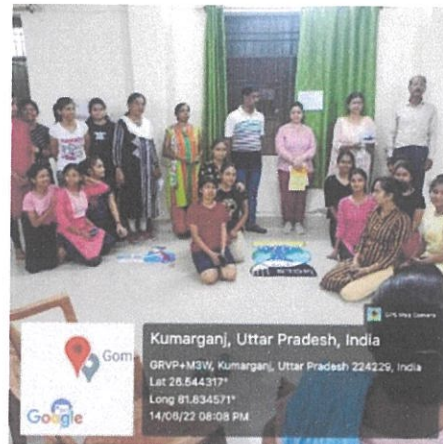 GPS Map Camera
Gom
Google
Kumarganj, Uttar Pradesh, India
GRVP+M3W, Kumarganj, Uttar Pradesh 224229, India
Lat 26.544317°
Long 81.834571°
14/06/22 08:08 PM